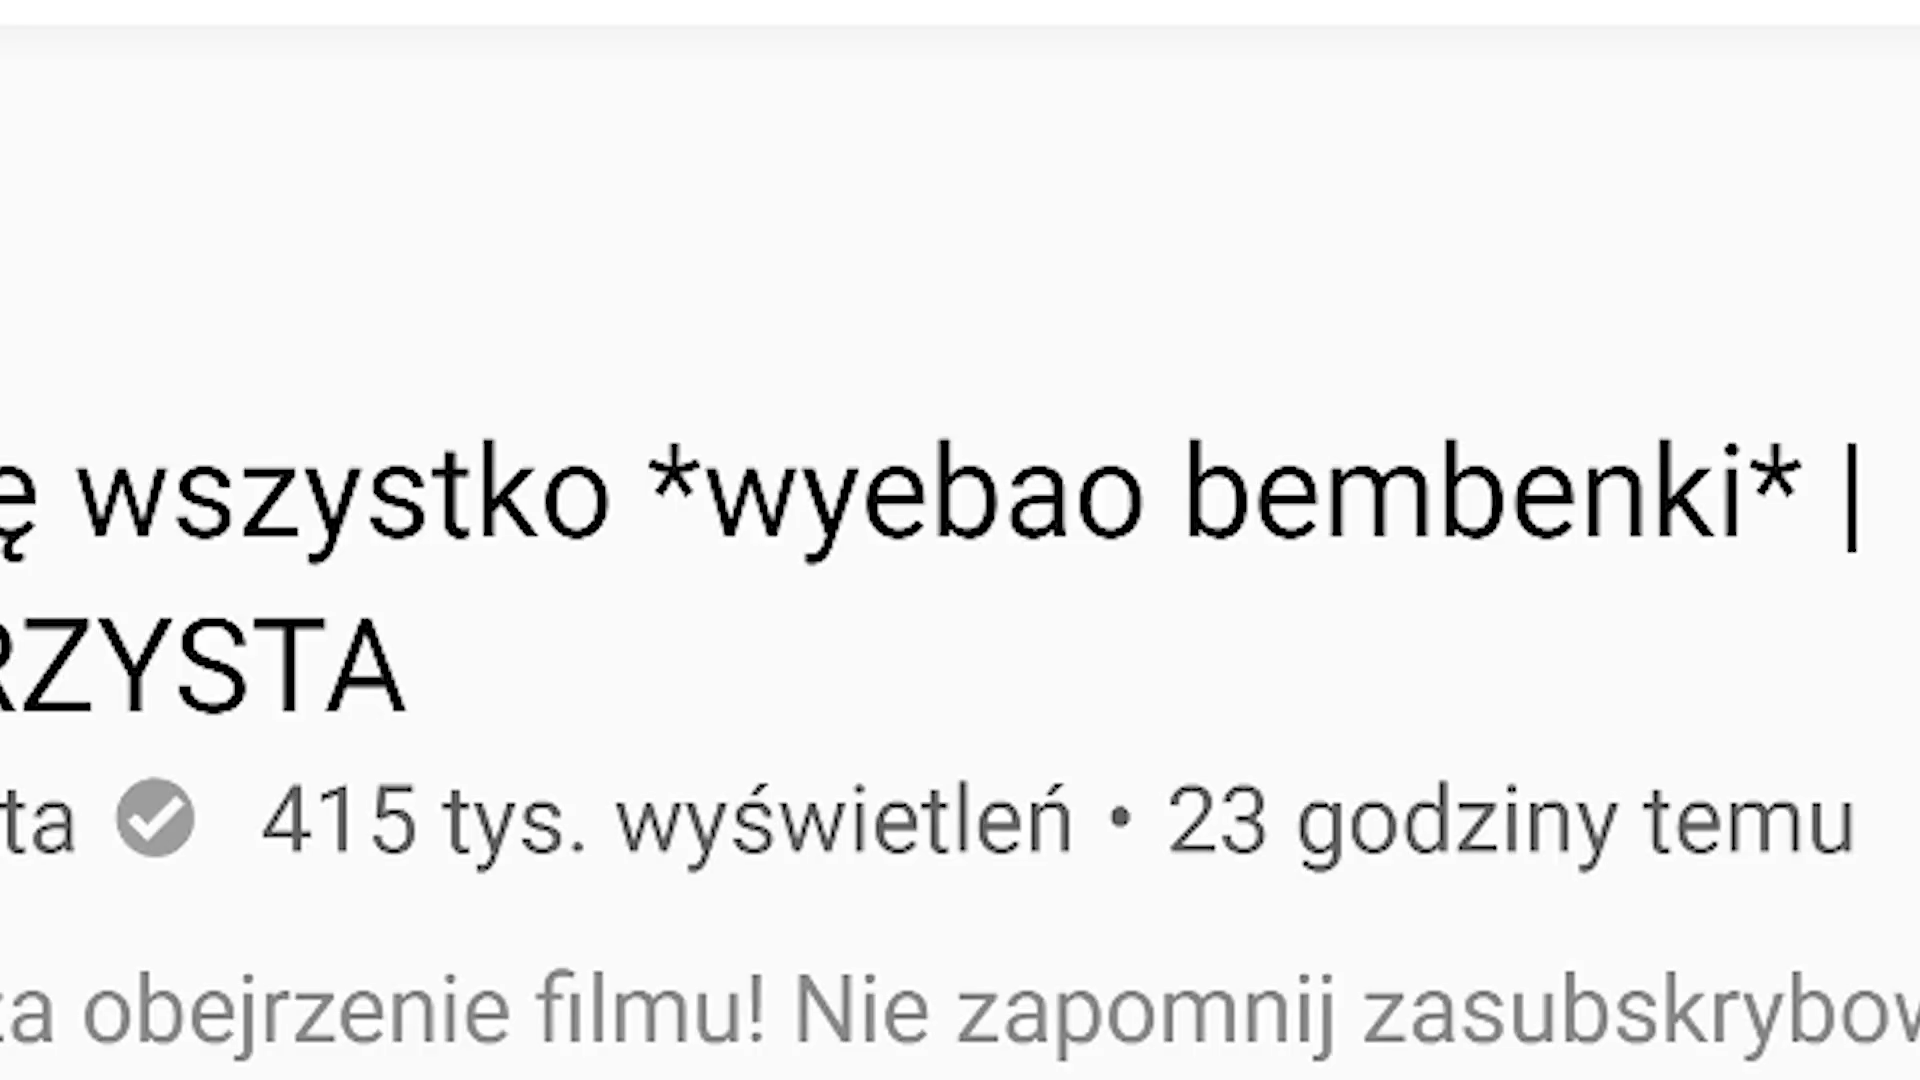 ę wszystko *wyebao bembenki* |
RZYSTA
ta 415 tys. wyświetleń • 23 godziny temu
za obejrzenie filmu! Nie zapomnij zasubskrybow